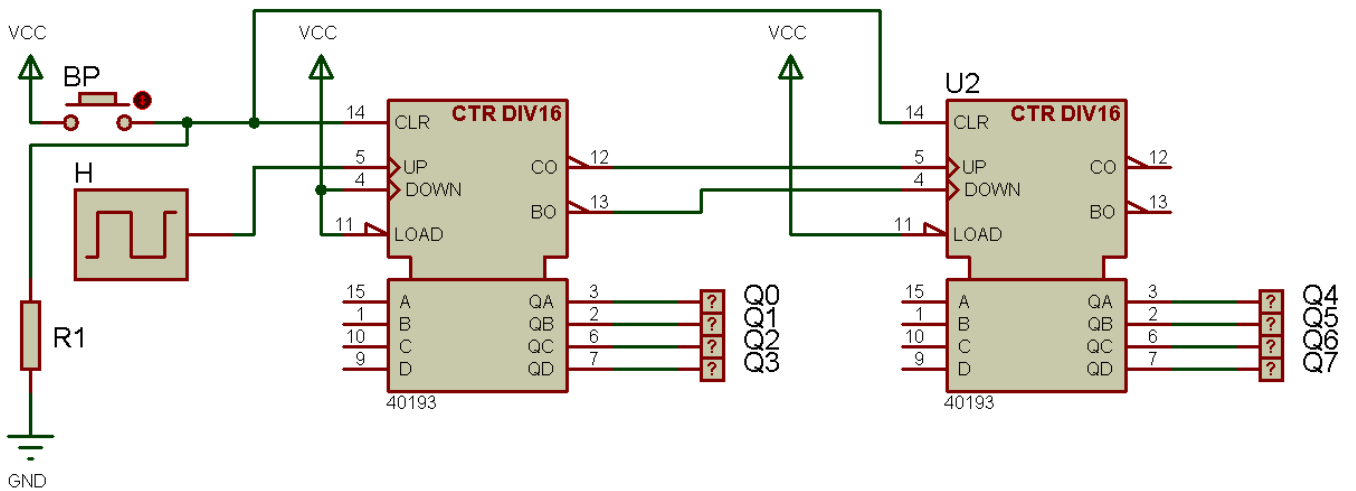 VCC
BP
H
R1
GND
VCC
CTR DIV16
14 CLR
5 UP
4 DOWN
11 LOAD
CO 12
BO 13
15 A
1 B
10 C
9 D
QA 3 ? Q0
QB 2 ? Q1
QC 6 ? Q2
QD 7 ? Q3
40193
VCC
U2
CTR DIV16
14 CLR
5 UP
4 DOWN
11 LOAD
CO 12
BO 13
15 A
1 B
10 C
9 D
QA 3 ? Q4
QB 2 ? Q5
QC 6 ? Q6
QD 7 ? Q7
40193